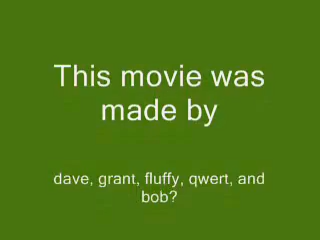 This movie was
made by
dave, grant, fluffy, qwert, and
bob?